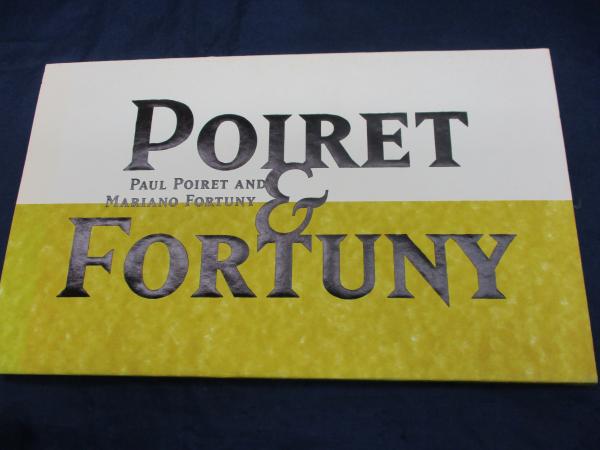 POIRET
PAUL POIRET AND
MARIANO FORTUNY
&
FORTUNY